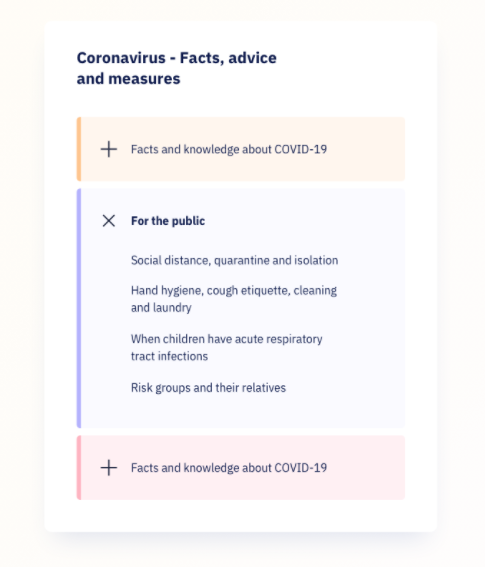 Coronavirus - Facts, advice
and measures
Facts and knowledge about COVID-19
For the public
Social distance, quarantine and isolation
Hand hygiene, cough etiquette, cleaning
and laundry
When children have acute respiratory
tract infections
Risk groups and their relatives
Facts and knowledge about COVID-19